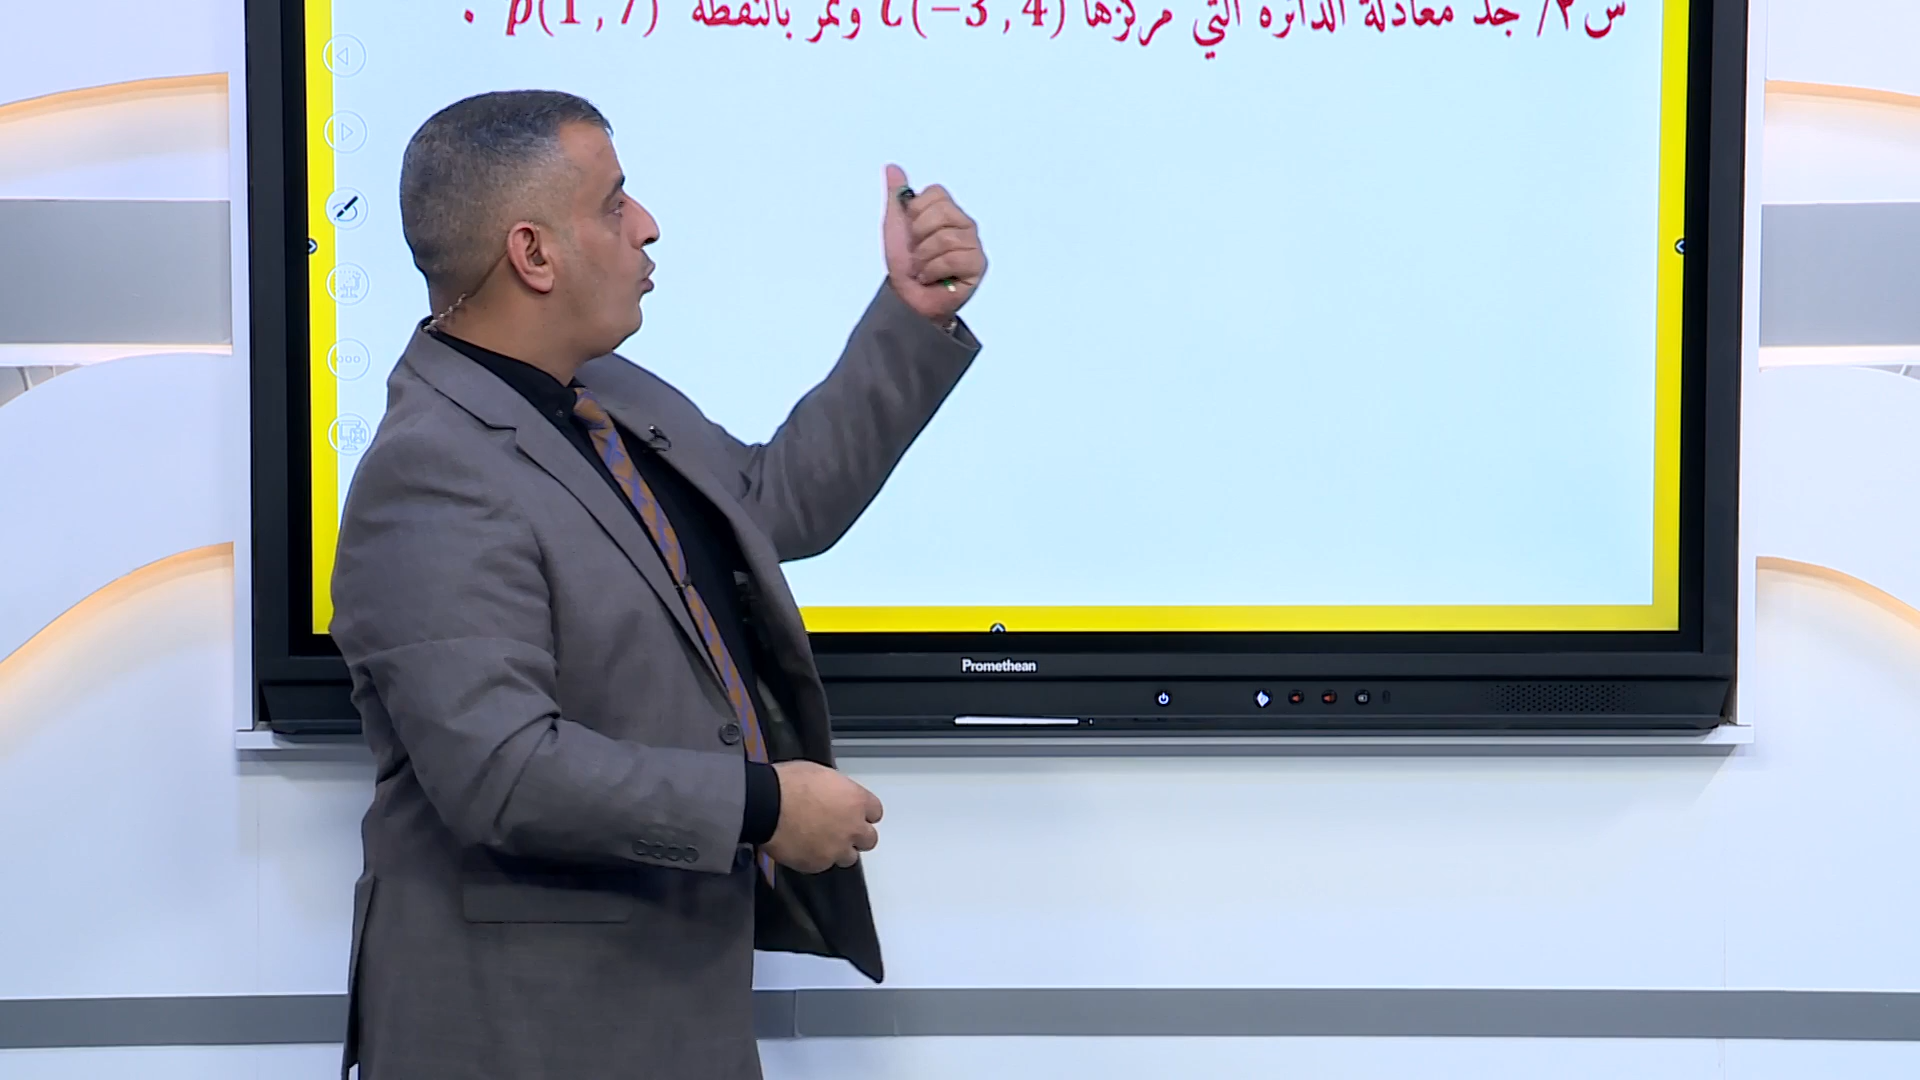 س٣/ جد معادلة الدائرة التي مركزها C(−3,4) وتمر بالنقطة p(1,7) .
Promethean